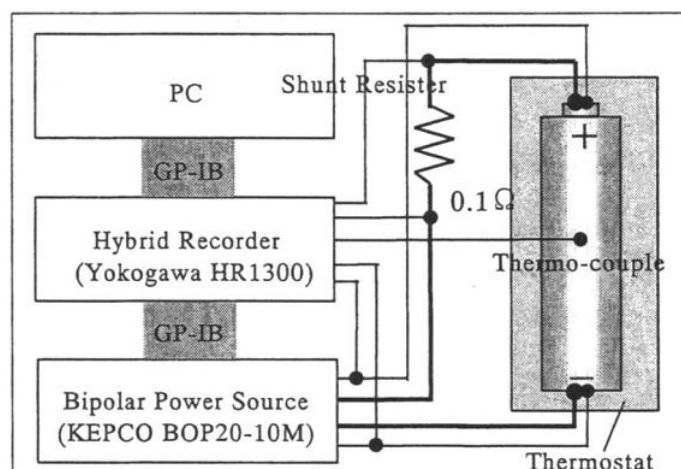 PC
Shunt Resister
GP-IB
0.1Ω
Hybrid Recorder
(Yokogawa HR1300)
+
Thermo-couple
GP-IB
Bipolar Power Source
(KEPCO BOP20-10M)
−
Thermostat